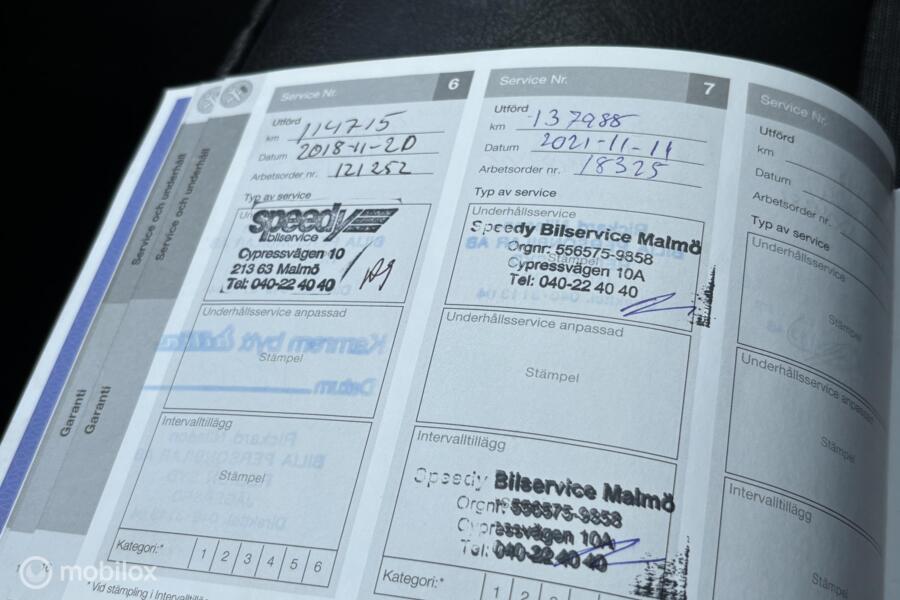 Service och underhåll
Service och underhåll
Garanti
Garanti
Service Nr. 6
Utförd
km 114715
Datum 2018-11-20
Arbetsorder nr. 121252
Typ av service
speedy
bilservice
Cypressvägen 10
213 63 Malmö
Tel: 040-22 40 40
Underhållsservice anpassad
Stämpel
Intervalltillägg
Stämpel
Kategori:* 1 2 3 4 5 6
*Vid stämpling i Intervalltillägg
Service Nr. 7
Utförd
km 137988
Datum 2021-11-11
Arbetsorder nr. 18325
Typ av service
Underhållsservice
Speedy Bilservice Malmö
Orgnr: 556575-9858
Stämpel
Cypressvägen 10A
Tel: 040-22 40 40
Underhållsservice anpassad
Stämpel
Intervalltillägg
Speedy Bilservice Malmö
Orgnr: 556575-9858
Cypressvägen 10A
Tel: 040-22 40 40
Kategori:* 1 2 3 4
Service Nr.
Utförd
km
Datum
Arbetsorder nr.
Typ av service
Underhållsservice
Stämpel
Underhållsservice anpassad
Stämpel
Intervalltillägg
Stämpel
mobilox